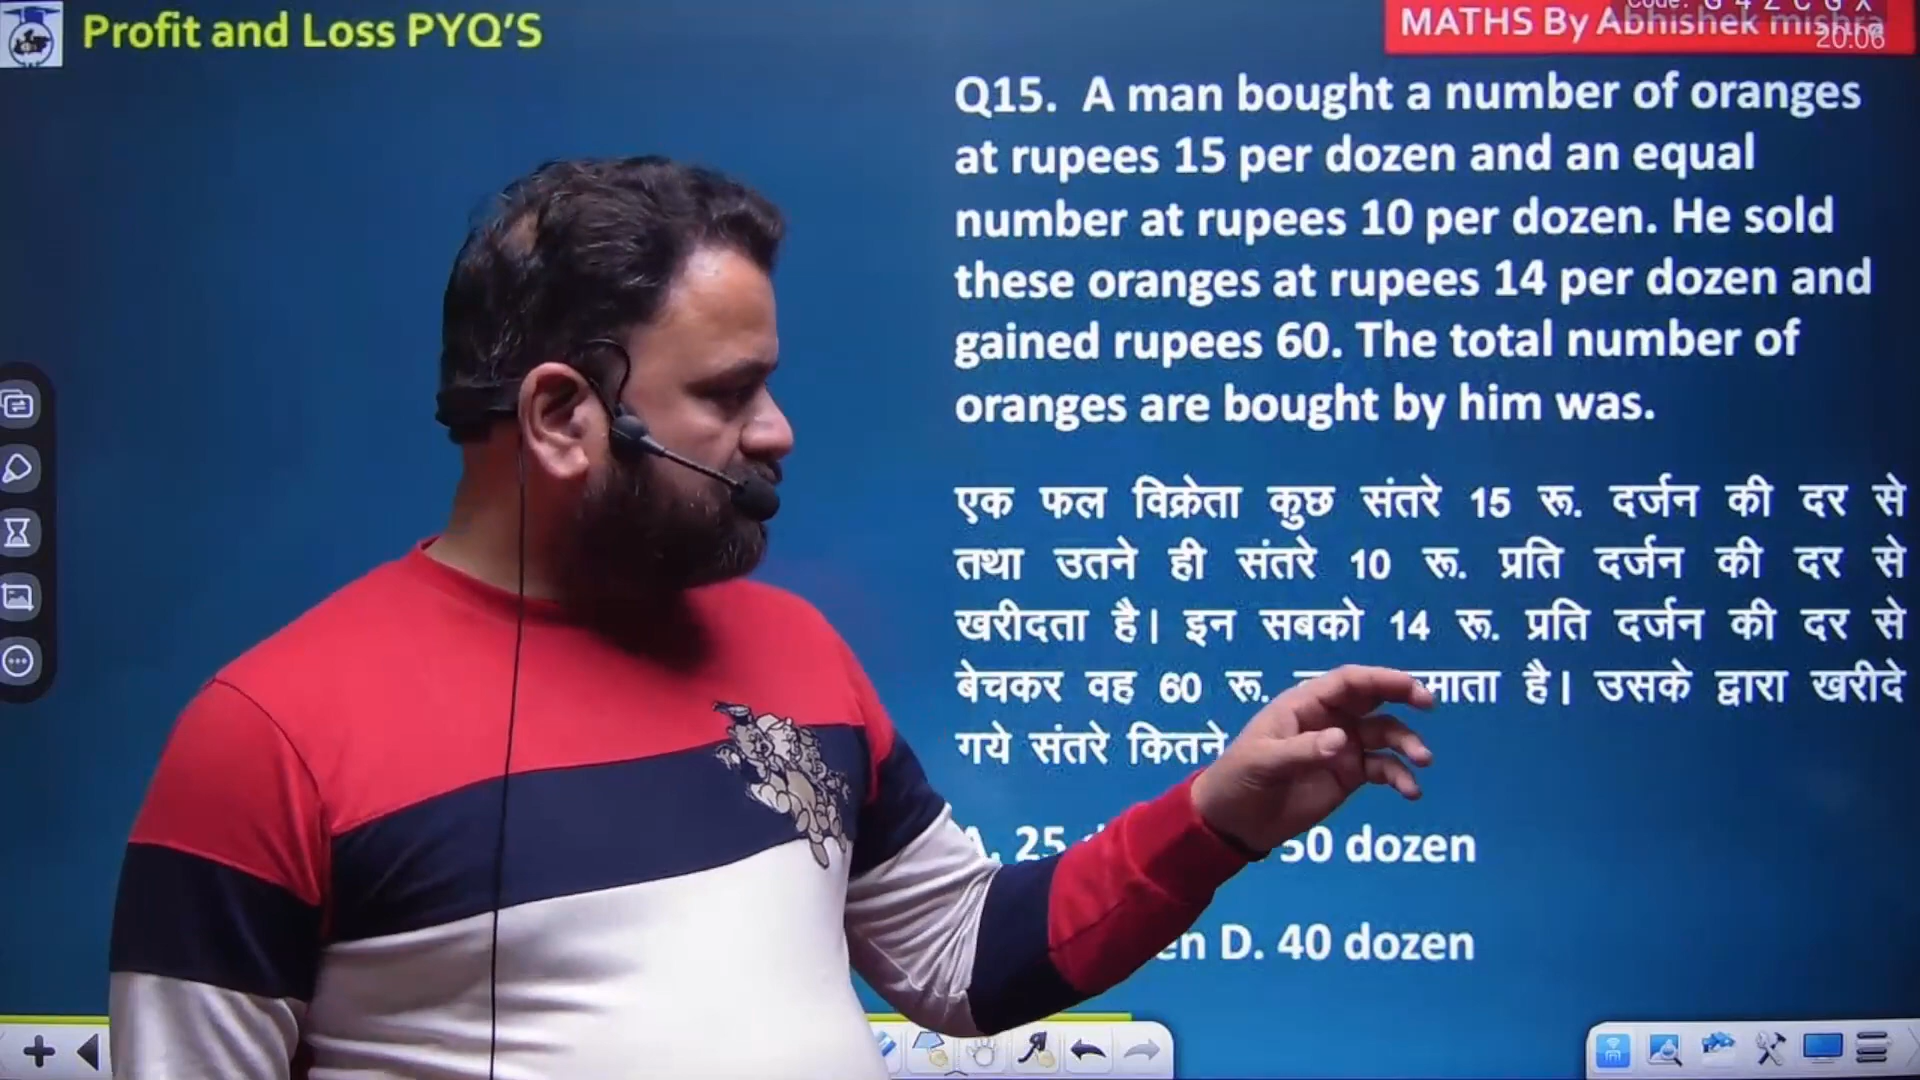 Profit and Loss PYQ'S
Code: G 4 Z C G X
MATHS By Abhishek mishra
20:06
Q15. A man bought a number of oranges
at rupees 15 per dozen and an equal
number at rupees 10 per dozen. He sold
these oranges at rupees 14 per dozen and
gained rupees 60. The total number of
oranges are bought by him was.
एक फल विक्रेता कुछ संतरे 15 रू. दर्जन की दर से
तथा उतने ही संतरे 10 रू. प्रति दर्जन की दर से
खरीदता है। इन सबको 14 रू. प्रति दर्जन की दर से
बेचकर वह 60 रू. है। उसके द्वारा खरीदे
गये संतरे कितने
A. 25 50 dozen
D. 40 dozen